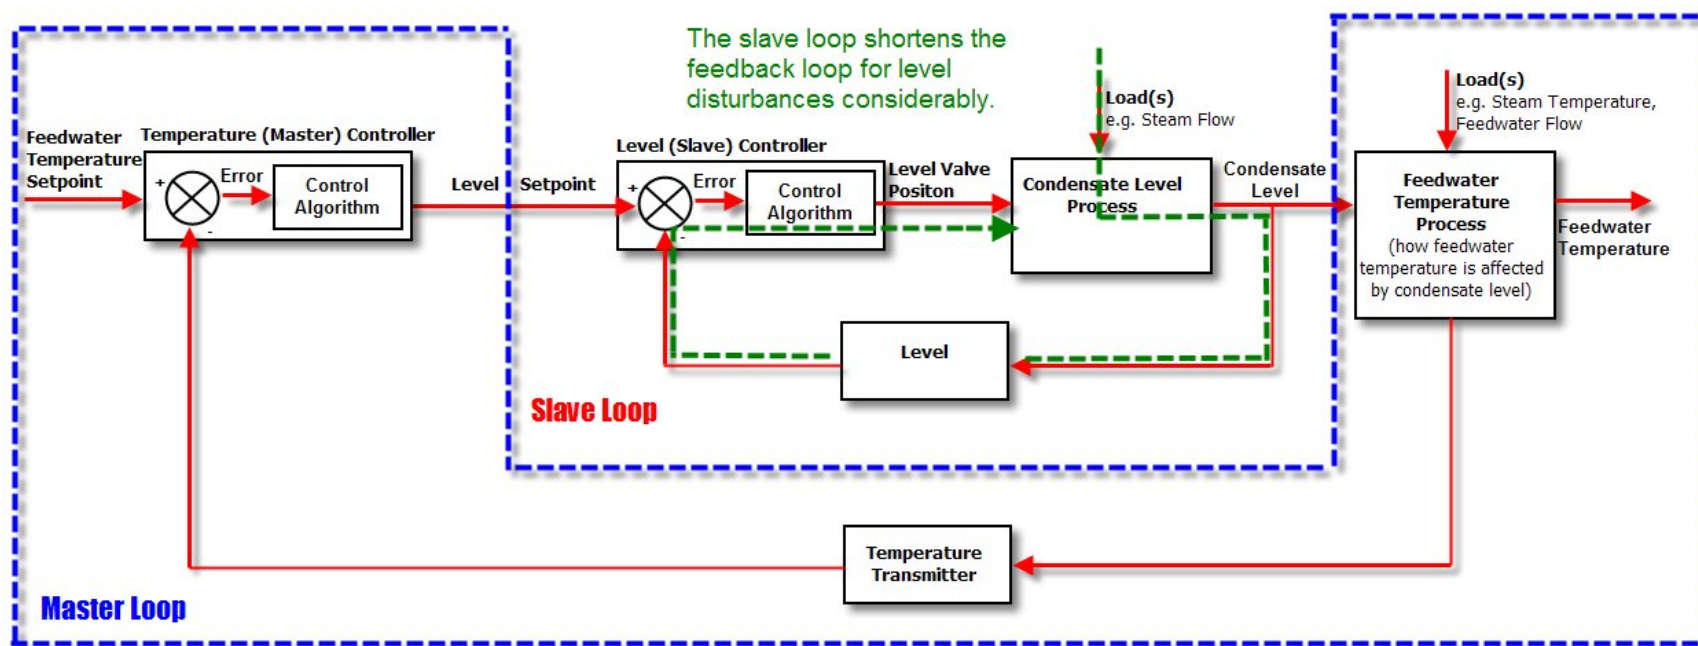 The slave loop shortens the
feedback loop for level
disturbances considerably.
Load(s)
e.g. Steam Flow
Load(s)
e.g. Steam Temperature,
Feedwater Flow
Feedwater
Temperature
Setpoint
Temperature (Master) Controller
+
-
Error
Control
Algorithm
Level
Setpoint
Level (Slave) Controller
+
-
Error
Control
Algorithm
Level Valve
Positon
Condensate Level
Process
Condensate
Level
Feedwater
Temperature
Process
(how feedwater
temperature is affected
by condensate level)
Feedwater
Temperature
Level
Slave Loop
Temperature
Transmitter
Master Loop